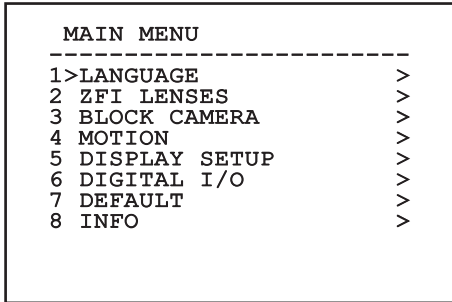 MAIN MENU
-------------------------
1>LANGUAGE >
2 ZFI LENSES >
3 BLOCK CAMERA >
4 MOTION >
5 DISPLAY SETUP >
6 DIGITAL I/O >
7 DEFAULT >
8 INFO >